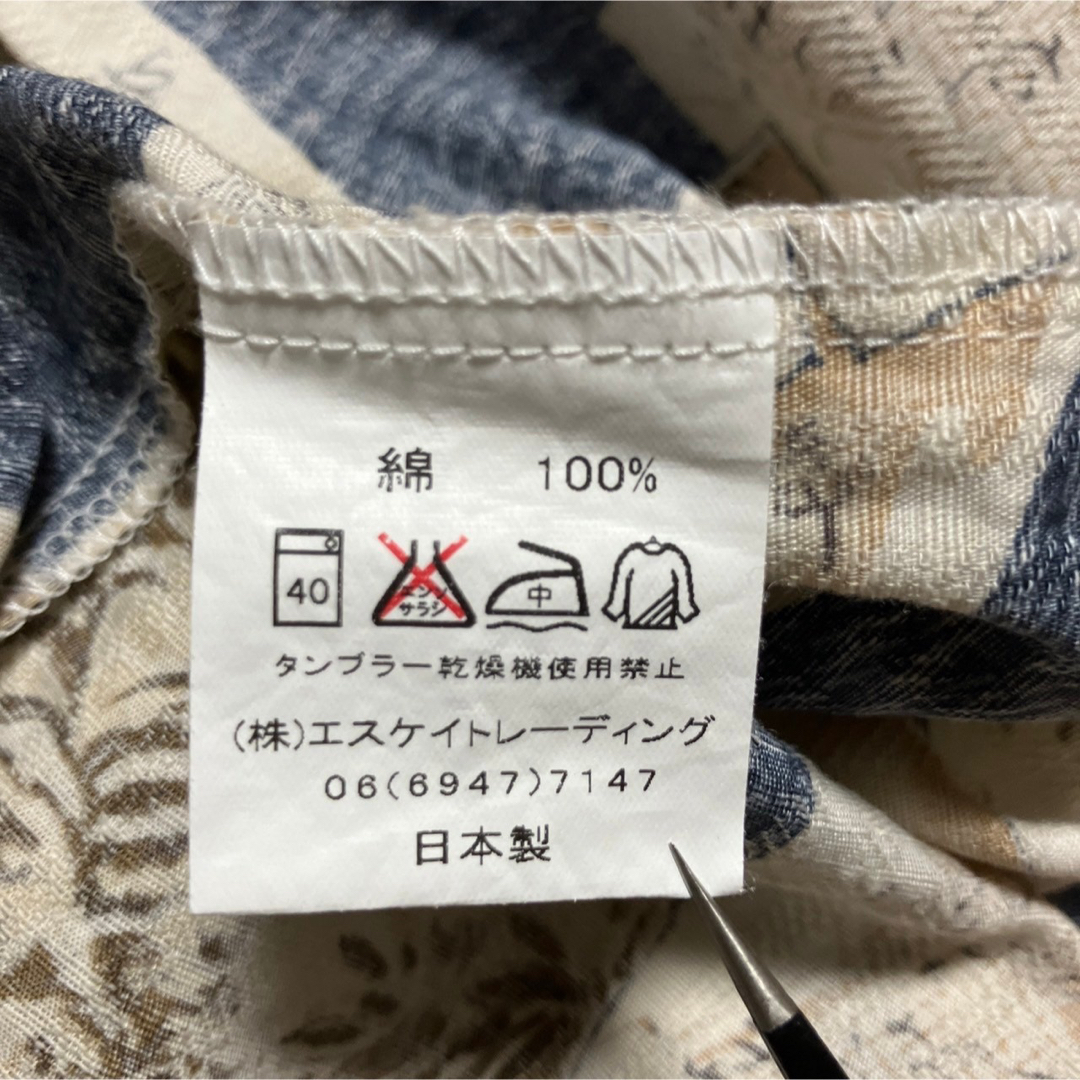 綿 100%
40 エンソ サラシ 中
タンブラー乾燥機使用禁止
(株)エスケイトレーディング
06(6947)7147
日本製